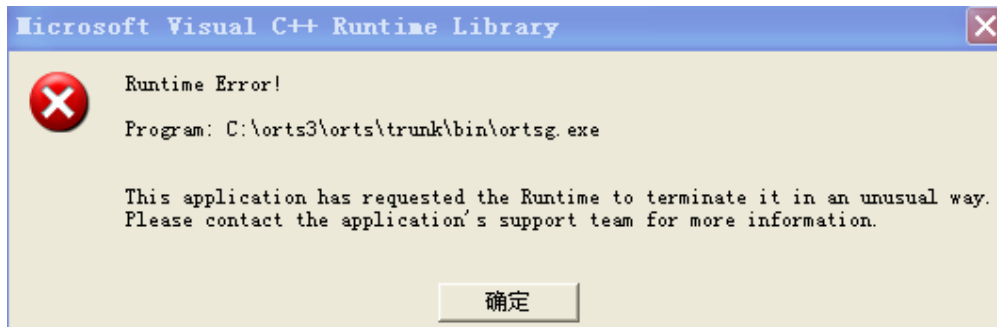 Microsoft Visual C++ Runtime Library
Runtime Error!
Program: C:\orts3\orts\trunk\bin\ortsg.exe
This application has requested the Runtime to terminate it in an unusual way.
Please contact the application's support team for more information.
确定